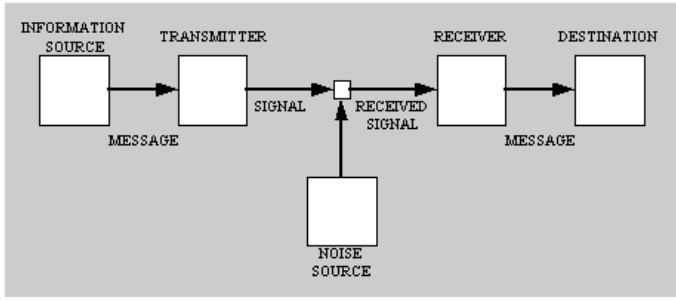 INFORMATION
SOURCE
TRANSMITTER
RECEIVER
DESTINATION
SIGNAL
RECEIVED
SIGNAL
MESSAGE
MESSAGE
NOISE
SOURCE